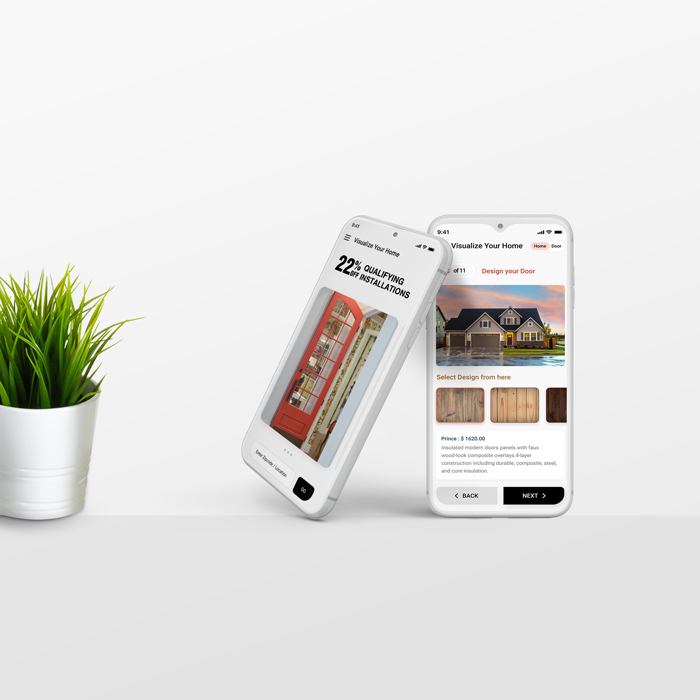 9:41
Visualize Your Home
22% QUALIFYING
OFF INSTALLATIONS
Enter Zipcode / Location
GO
9:41
Visualize Your Home
Home Door
of 11
Design your Door
Select Design from here
Prince : $ 1620.00
Insulated modern doors panels with faux
wood-look composite overlays.4-layer
construction including durable, composite, steel,
and core insulation.
BACK
NEXT